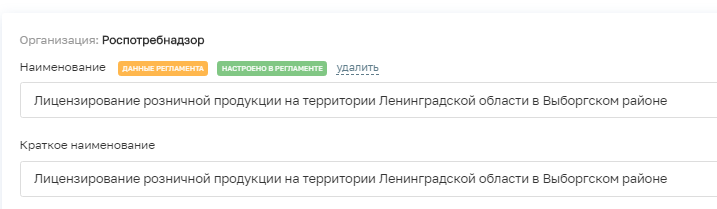 Организация: Роспотребнадзор
Наименование ДАННЫЕ РЕГЛАМЕНТА НАСТРОЕНО В РЕГЛАМЕНТЕ удалить
Лицензирование розничной продукции на территории Ленинградской области в Выборгском районе
Краткое наименование
Лицензирование розничной продукции на территории Ленинградской области в Выборгском районе